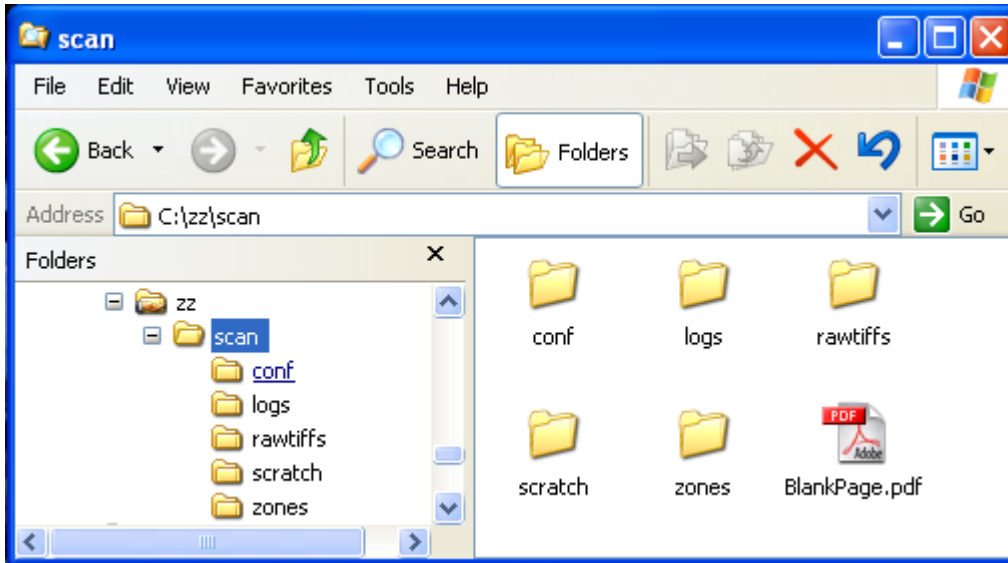 scan
File Edit View Favorites Tools Help
Back Search Folders
Address C:\zz\scan Go
Folders
zz
scan
conf
logs
rawtiffs
scratch
zones
conf logs rawtiffs
PDF
Adobe
scratch zones BlankPage.pdf